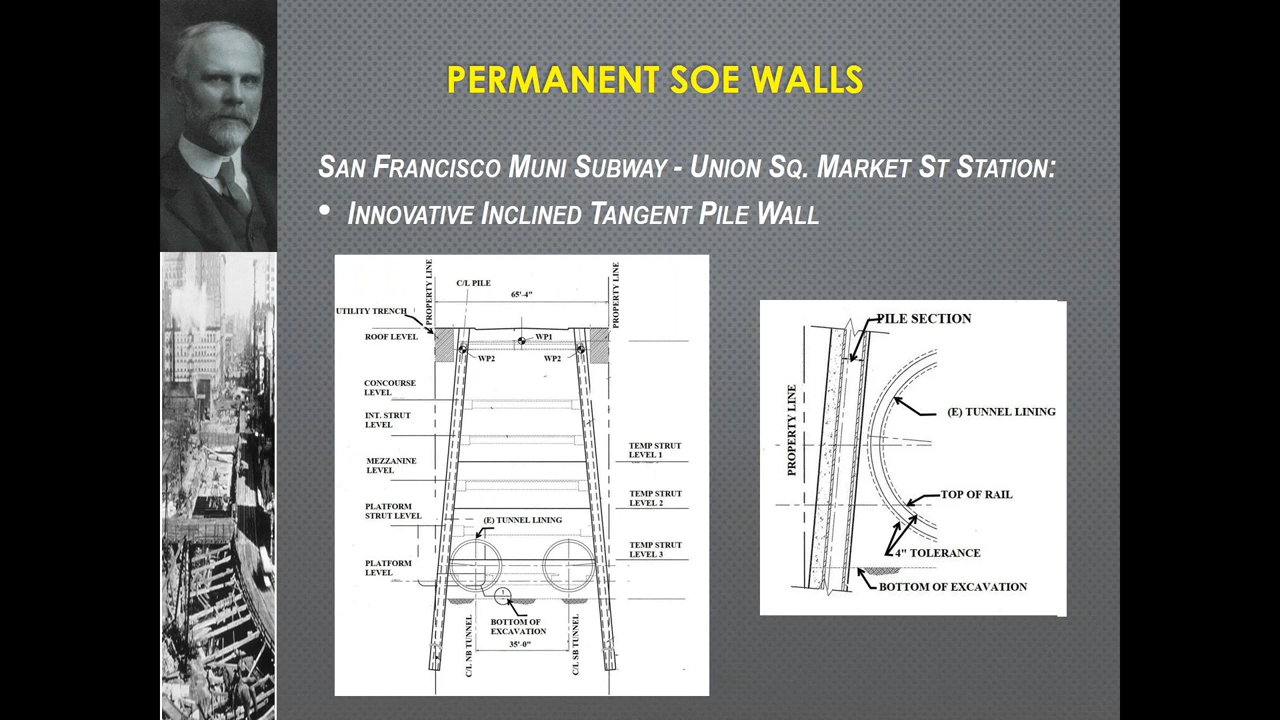 PERMANENT SOE WALLS
SAN FRANCISCO MUNI SUBWAY - UNION SQ. MARKET ST STATION:
• INNOVATIVE INCLINED TANGENT PILE WALL
PROPERTY LINE
C/L PILE
65'-4"
PROPERTY LINE
UTILITY TRENCH
ROOF LEVEL
WP1
WP2
WP2
CONCOURSE
LEVEL
INT. STRUT
LEVEL
MEZZANINE
LEVEL
PLATFORM
STRUT LEVEL
PLATFORM
LEVEL
TEMP STRUT
LEVEL 1
TEMP STRUT
LEVEL 2
TEMP STRUT
LEVEL 3
(E) TUNNEL LINING
BOTTOM OF
EXCAVATION
35'-0"
C/L NB TUNNEL
C/L SB TUNNEL
PILE SECTION
PROPERTY LINE
(E) TUNNEL LINING
TOP OF RAIL
4" TOLERANCE
BOTTOM OF EXCAVATION